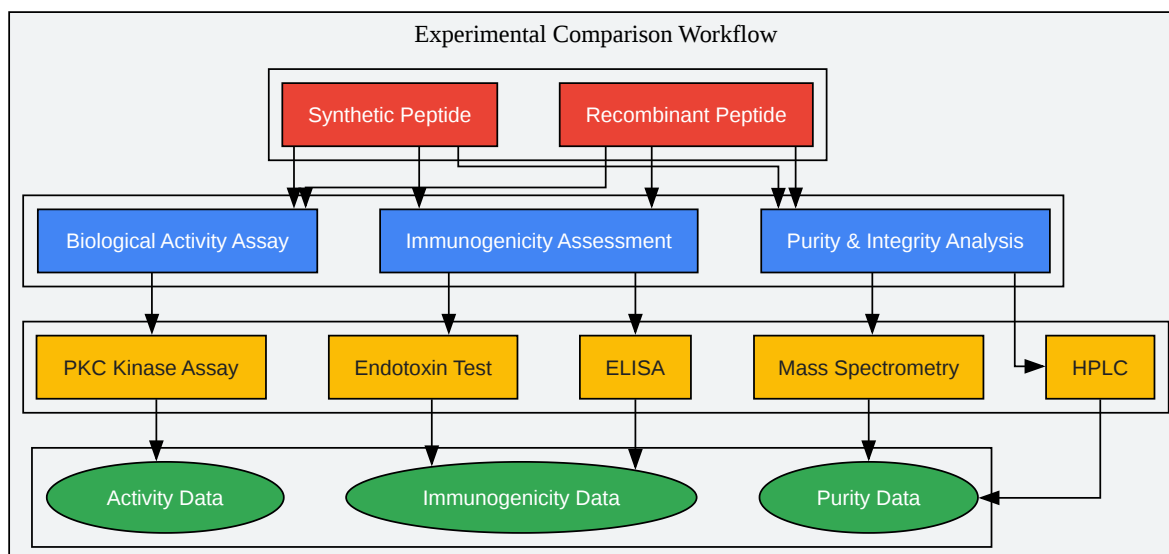 Experimental Comparison Workflow
Synthetic Peptide
Recombinant Peptide
Biological Activity Assay
Immunogenicity Assessment
Purity & Integrity Analysis
PKC Kinase Assay
Endotoxin Test
ELISA
Mass Spectrometry
HPLC
Activity Data
Immunogenicity Data
Purity Data